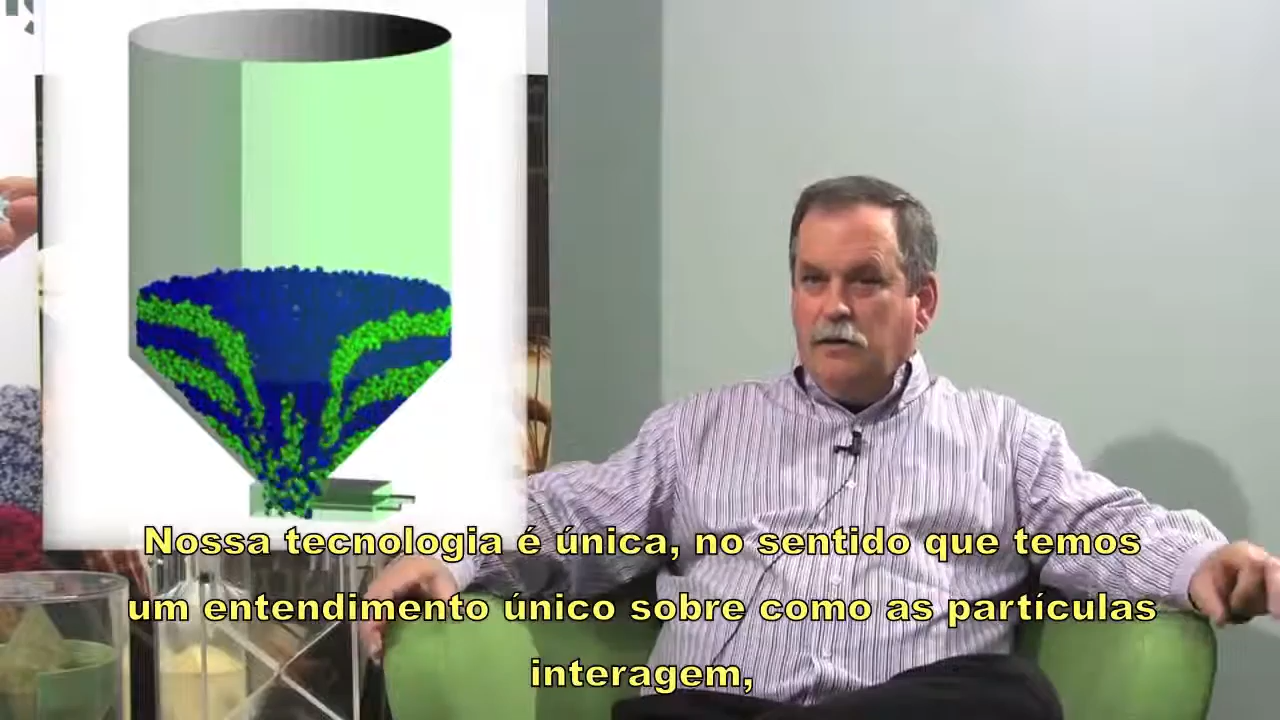 Nossa tecnologia é única, no sentido que temos
um entendimento único sobre como as partículas
interagem,